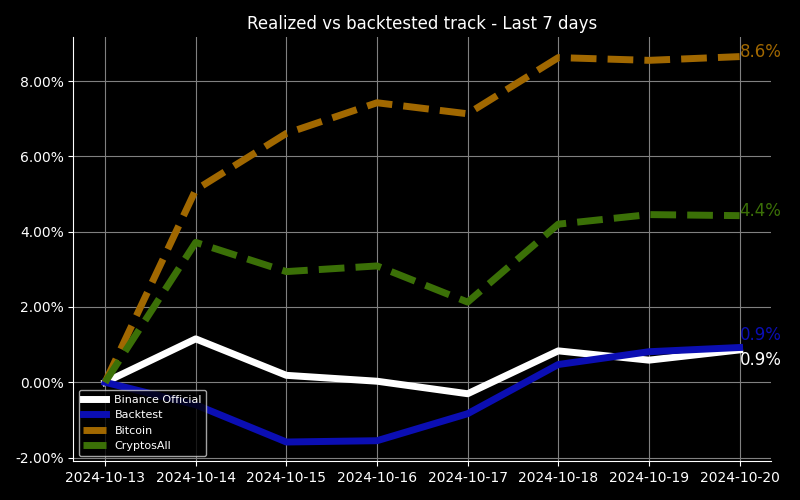 Realized vs backtested track - Last 7 days
8.6%
8.00%
6.00%
4.4%
4.00%
2.00%
0.9%
0.9%
0.00%
Binance Official
Backtest
Bitcoin
CryptosAll
-2.00%
2024-10-13 2024-10-14 2024-10-15 2024-10-16 2024-10-17 2024-10-18 2024-10-19 2024-10-20